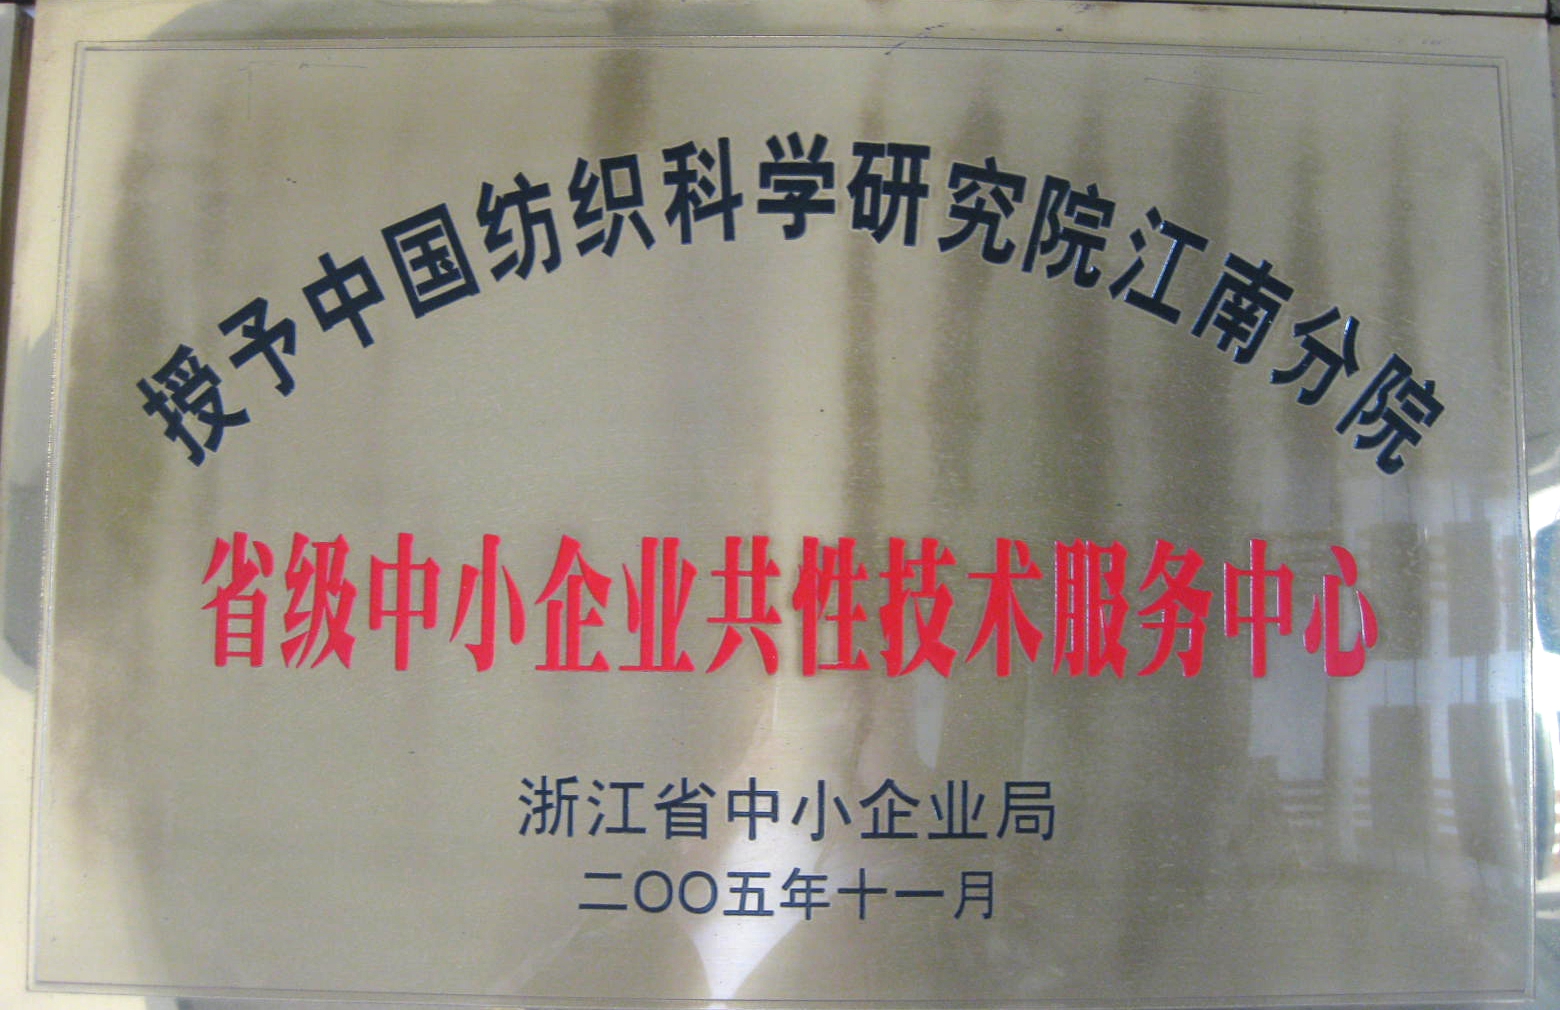 授予中国纺织科学研究院江南分院
省级中小企业共性技术服务中心
浙江省中小企业局
二〇〇五年十一月